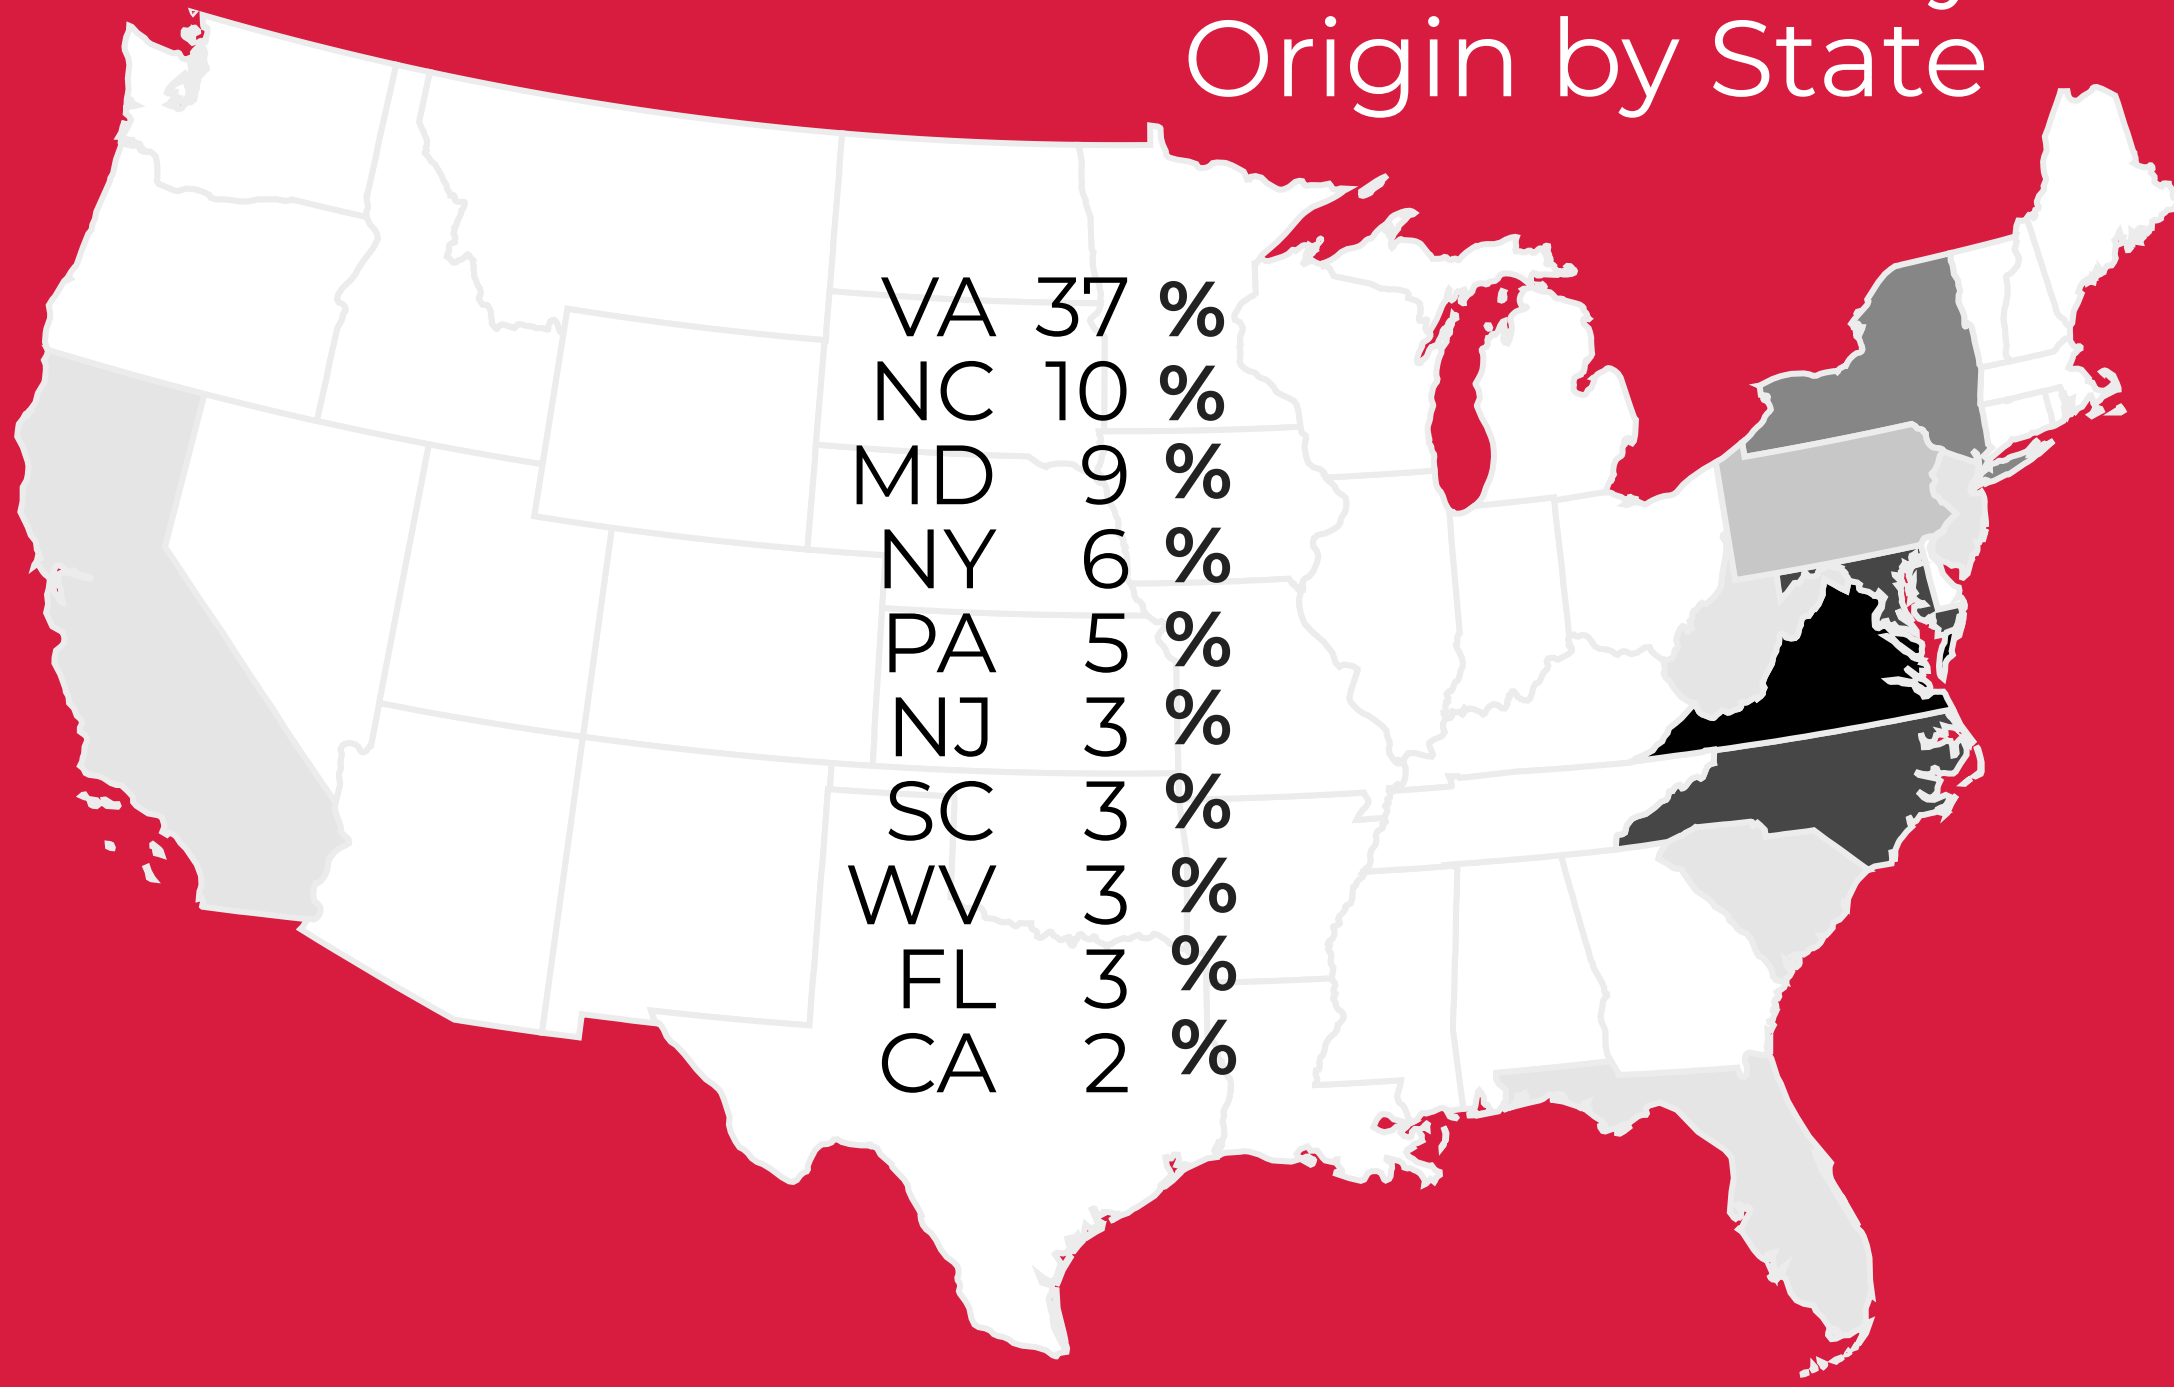 Origin by State
VA 37 %
NC 10 %
MD 9 %
NY 6 %
PA 5 %
NJ 3 %
SC 3 %
WV 3 %
FL 3 %
CA 2 %